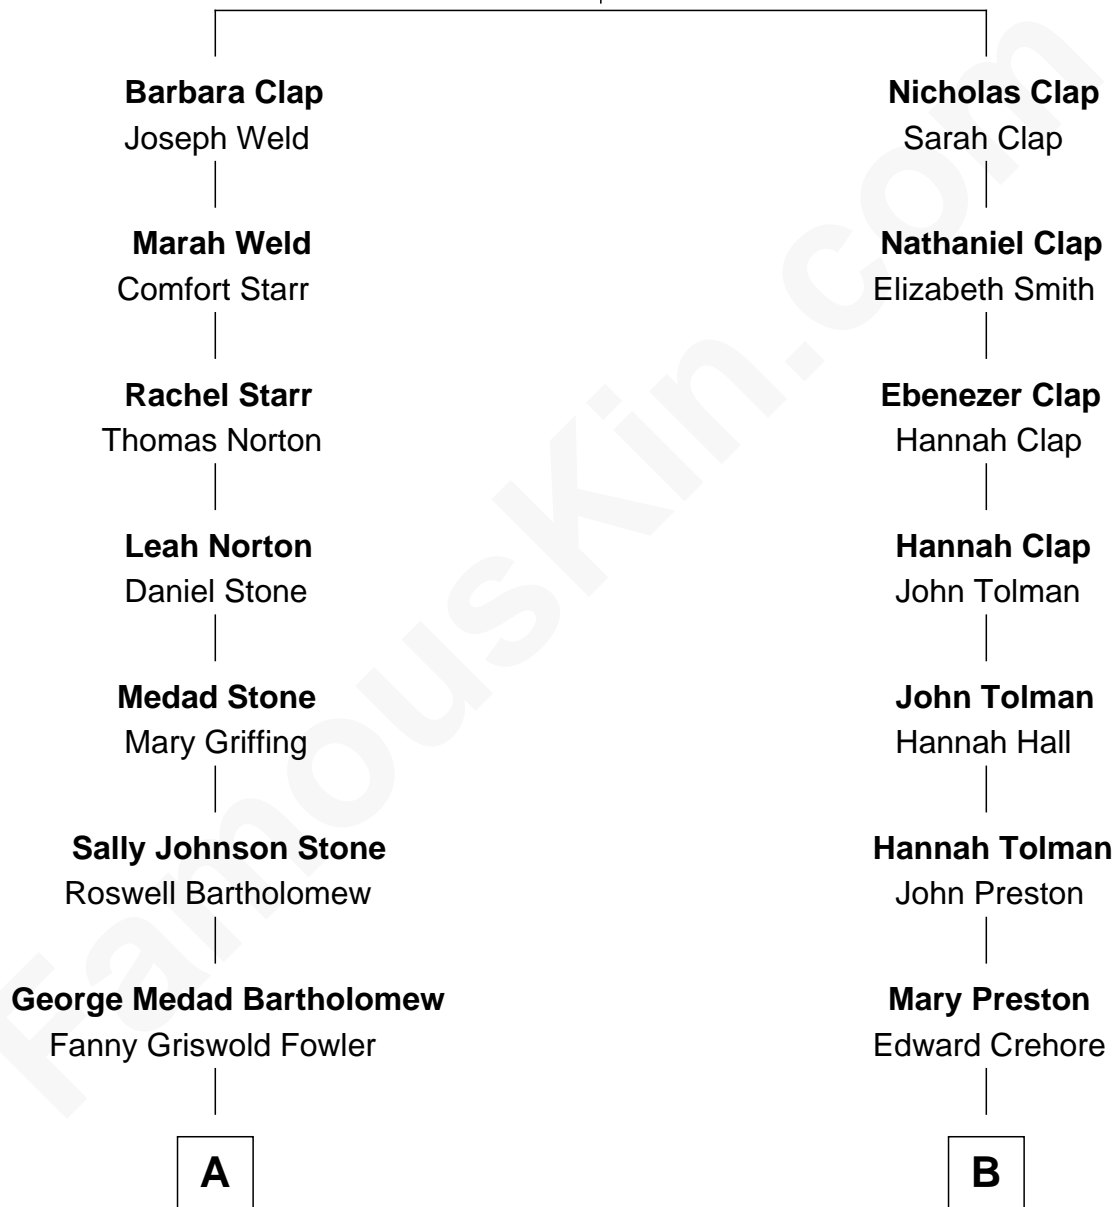 Barbara Clap
Joseph Weld
Marah Weld
Comfort Starr
Rachel Starr
Thomas Norton
Leah Norton
Daniel Stone
Medad Stone
Mary Griffing
Sally Johnson Stone
Roswell Bartholomew
George Medad Bartholomew
Fanny Griswold Fowler
A
Nicholas Clap
Sarah Clap
Nathaniel Clap
Elizabeth Smith
Ebenezer Clap
Hannah Clap
Hannah Clap
John Tolman
John Tolman
Hannah Hall
Hannah Tolman
John Preston
Mary Preston
Edward Crehore
B
FamousKin.com